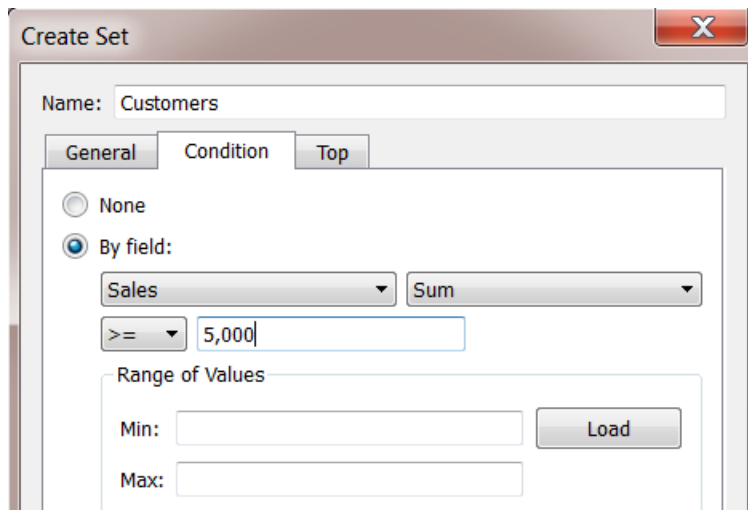 Create Set
Name: Customers
General Condition Top
None
By field:
Sales Sum
>= 5,000
Range of Values
Min: Load
Max: